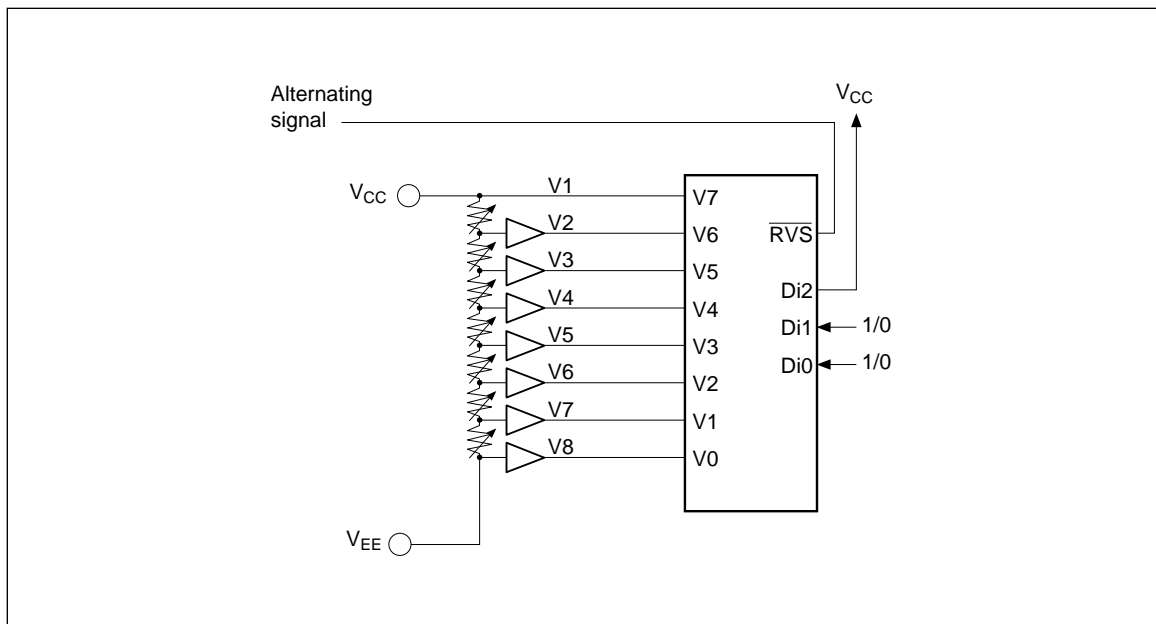 Alternating
signal
V_CC
V_CC
V1
V7
V2
V6
R̅V̅S̅
V3
V5
Di2
V4
V4
Di1
1/0
V5
V3
Di0
1/0
V6
V2
V7
V1
V8
V0
V_EE